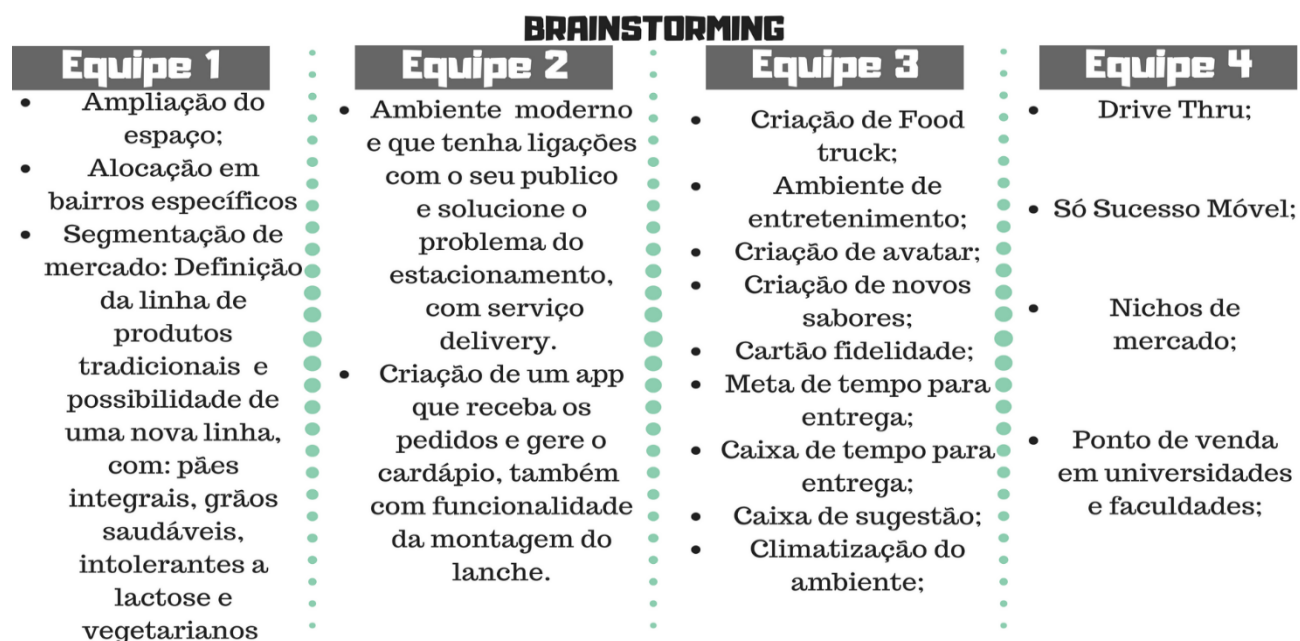 BRAINSTORMING
Equipe 1
• Ampliação do
espaço;
• Alocação em
bairros específicos
• Segmentação de
mercado: Definição
da linha de
produtos
tradicionais e
possibilidade de
uma nova linha,
com: pães
integrais, grãos
saudáveis,
intolerantes a
lactose e
vegetarianos
Equipe 2
• Ambiente moderno
e que tenha ligações
com o seu publico
e solucione o
problema do
estacionamento,
com serviço
delivery.
• Criação de um app
que receba os
pedidos e gere o
cardápio, também
com funcionalidade
da montagem do
lanche.
Equipe 3
• Criação de Food
truck;
• Ambiente de
entretenimento;
• Criação de avatar;
• Criação de novos
sabores;
• Cartão fidelidade;
• Meta de tempo para
entrega;
• Caixa de tempo para
entrega;
• Caixa de sugestão;
• Climatização do
ambiente;
Equipe 4
• Drive Thru;
• Só Sucesso Móvel;
• Nichos de
mercado;
• Ponto de venda
em universidades
e faculdades;